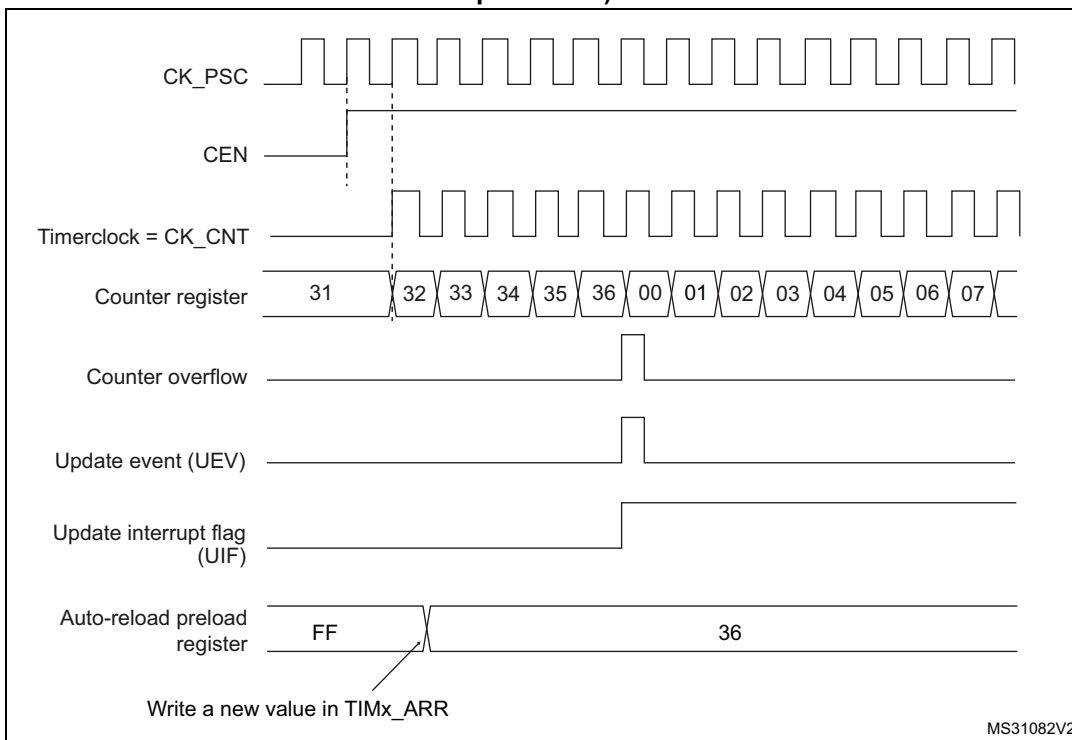 CK_PSC
CEN
Timerclock = CK_CNT
Counter register 31 32 33 34 35 36 00 01 02 03 04 05 06 07
Counter overflow
Update event (UEV)
Update interrupt flag
(UIF)
Auto-reload preload
register
FF 36
Write a new value in TIMx_ARR
MS31082V2